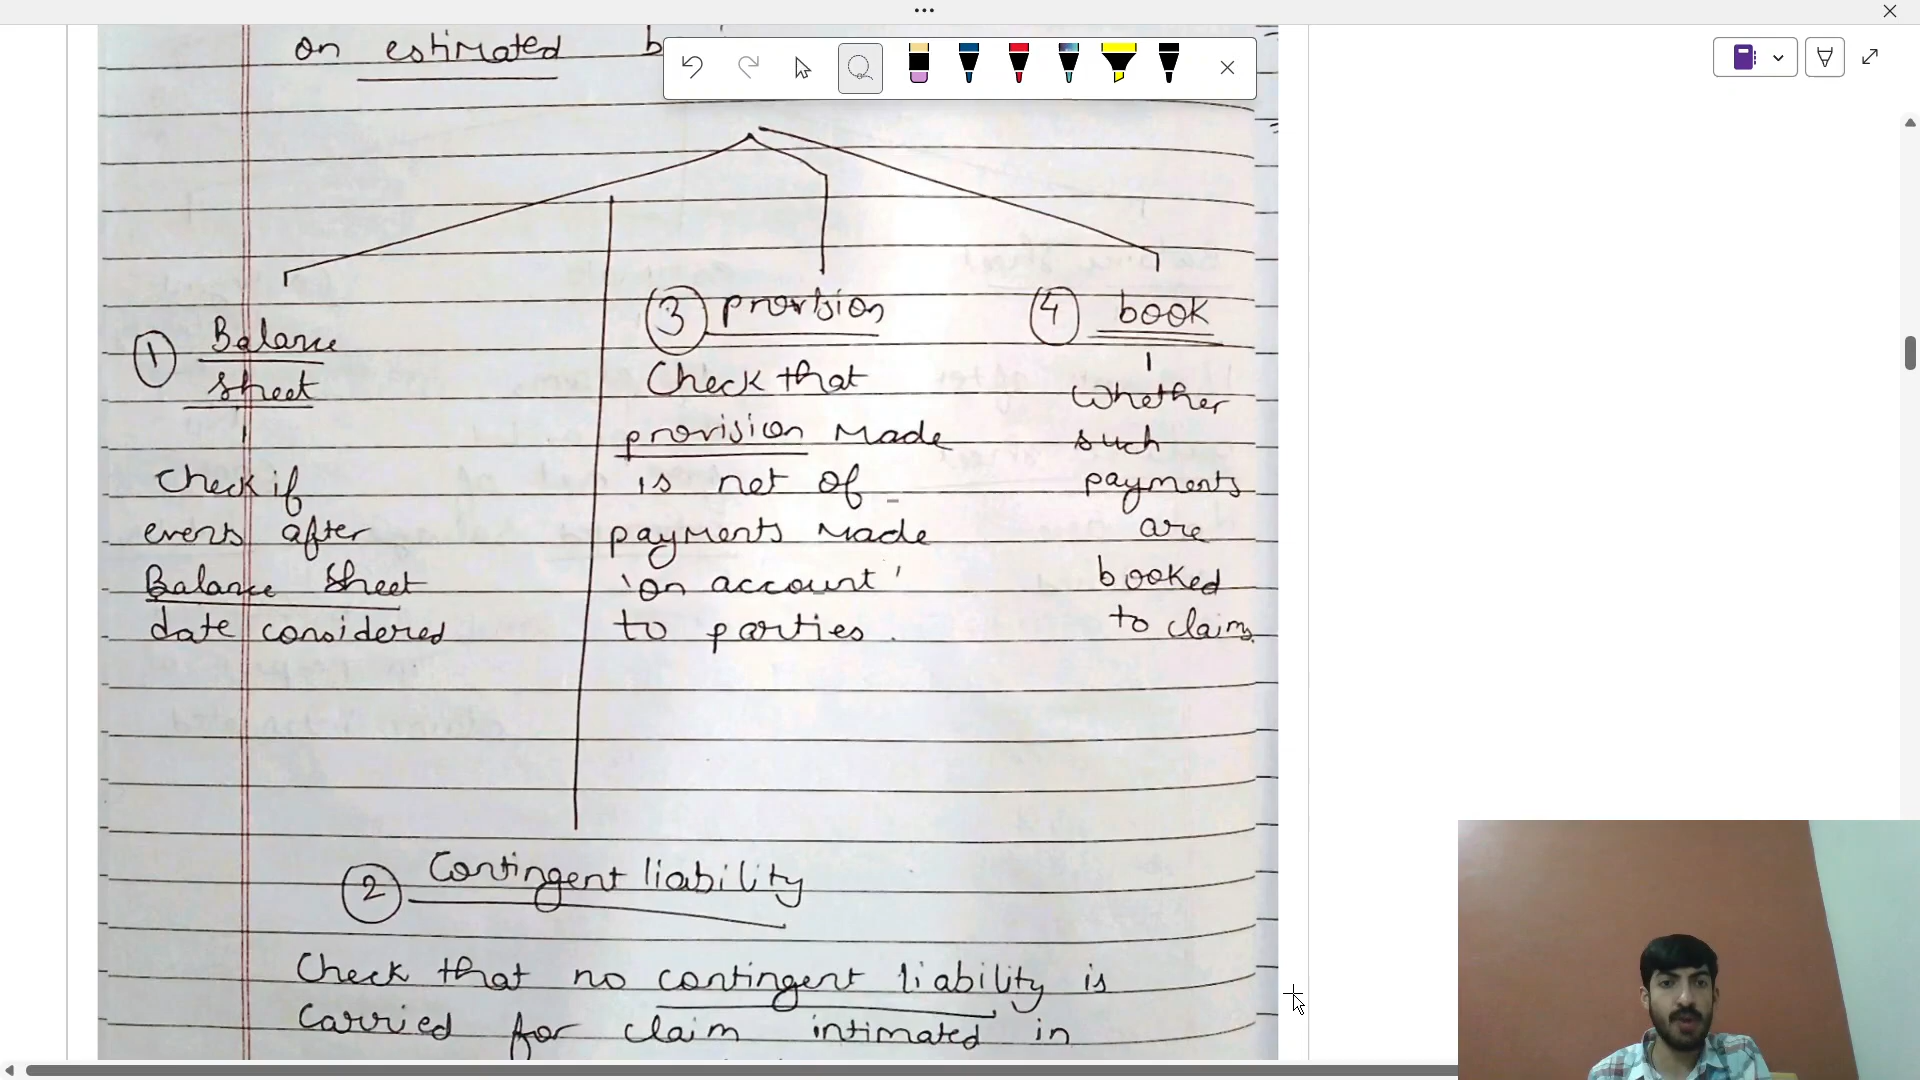 on estimated
1 Balance
sheet
Check if
events after
Balance Sheet
date considered
3 provision
Check that
provision made
is net of
payments made
'on account'
to parties.
4 book
Whether
such
payments
are
booked
to claims.
2 Contingent liability
Check that no contingent liability is
carried for claim intimated in